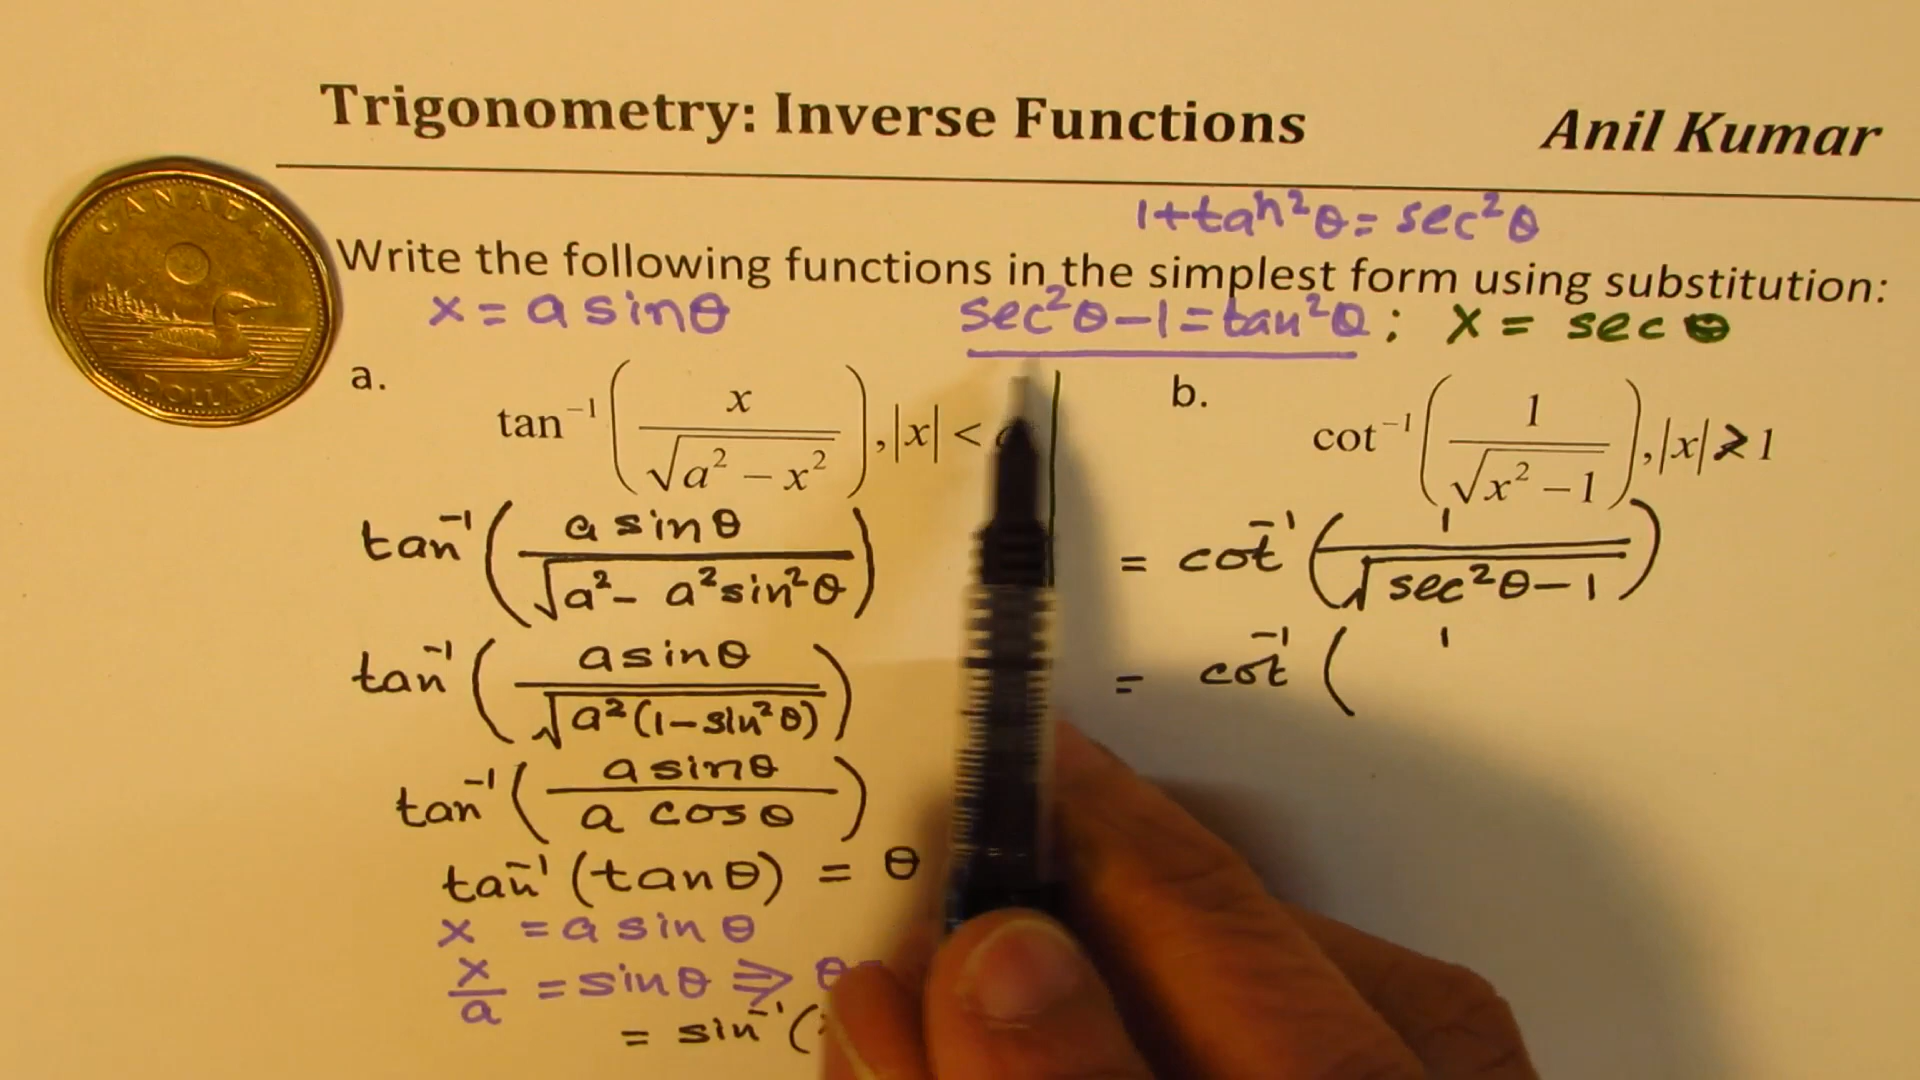 Trigonometry: Inverse Functions Anil Kumar
1+tan²θ = sec²θ
Write the following functions in the simplest form using substitution:
x = a sinθ sec²θ−1 = tan²θ ; x = sec θ
CANADA
DOLLAR
a. tan⁻¹(x/√(a² − x²)), |x| <
tan⁻¹(a sinθ/√(a² − a²sin²θ))
tan⁻¹(a sinθ/√(a²(1−sin²θ)))
tan⁻¹(a sinθ/a cosθ)
tan⁻¹(tanθ) = θ
x = a sinθ
x/a = sinθ ⇒ θ
= sin⁻¹(
b. cot⁻¹(1/√(x² − 1)), |x| > 1
= cot⁻¹(1/√(sec²θ−1))
= cot⁻¹(1